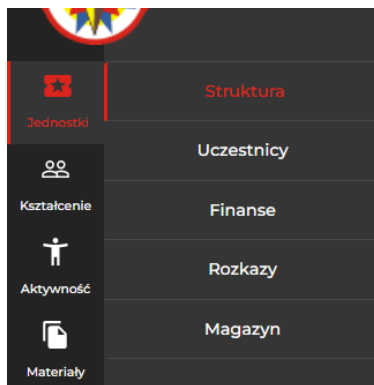 Jednostki
Kształcenie
Aktywność
Materiały
Struktura
Uczestnicy
Finanse
Rozkazy
Magazyn